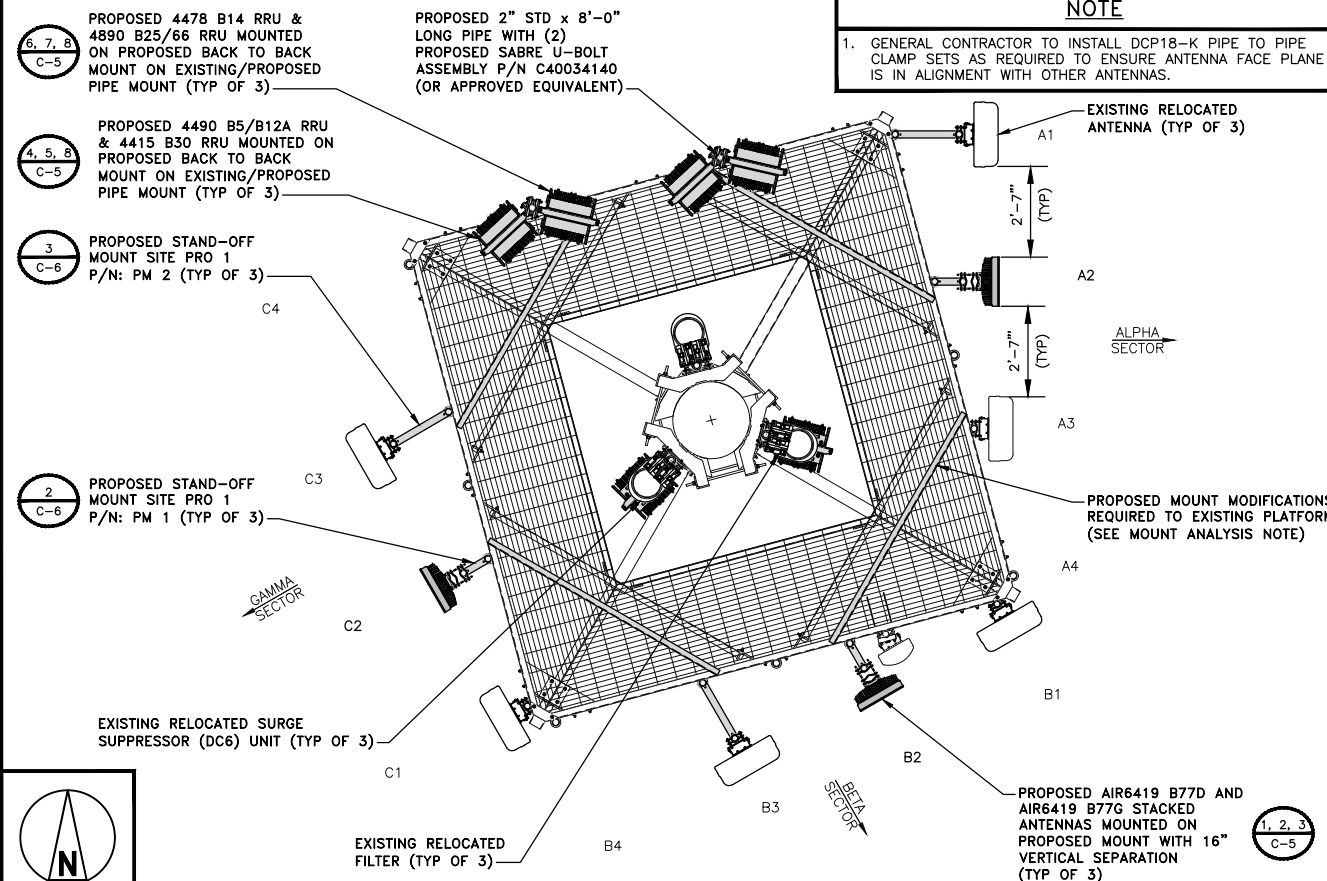 PROPOSED 4478 B14 RRU &
4890 B25/66 RRU MOUNTED
ON PROPOSED BACK TO BACK
MOUNT ON EXISTING/PROPOSED
PIPE MOUNT (TYP OF 3)
6, 7, 8
C-5
PROPOSED 2" STD x 8'-0"
LONG PIPE WITH (2)
PROPOSED SABRE U-BOLT
ASSEMBLY P/N C40034140
(OR APPROVED EQUIVALENT)
NOTE
1. GENERAL CONTRACTOR TO INSTALL DCP18-K PIPE TO PIPE
CLAMP SETS AS REQUIRED TO ENSURE ANTENNA FACE PLANE
IS IN ALIGNMENT WITH OTHER ANTENNAS.
PROPOSED 4490 B5/B12A RRU
& 4415 B30 RRU MOUNTED ON
PROPOSED BACK TO BACK
MOUNT ON EXISTING/PROPOSED
PIPE MOUNT (TYP OF 3)
4, 5, 8
C-5
EXISTING RELOCATED
ANTENNA (TYP OF 3)
A1
2'-7"'
(TYP)
PROPOSED STAND-OFF
MOUNT SITE PRO 1
P/N: PM 2 (TYP OF 3)
3
C-6
A2
C4
ALPHA
SECTOR
2'-7"'
(TYP)
A3
C3
PROPOSED STAND-OFF
MOUNT SITE PRO 1
P/N: PM 1 (TYP OF 3)
2
C-6
PROPOSED MOUNT MODIFICATIONS
REQUIRED TO EXISTING PLATFORM
(SEE MOUNT ANALYSIS NOTE)
A4
GAMMA
SECTOR
C2
B1
EXISTING RELOCATED SURGE
SUPPRESSOR (DC6) UNIT (TYP OF 3)
C1
B2
B3
BETA
SECTOR
PROPOSED AIR6419 B77D AND
AIR6419 B77G STACKED
ANTENNAS MOUNTED ON
PROPOSED MOUNT WITH 16"
VERTICAL SEPARATION
(TYP OF 3)
1, 2, 3
C-5
EXISTING RELOCATED
FILTER (TYP OF 3)
B4
N